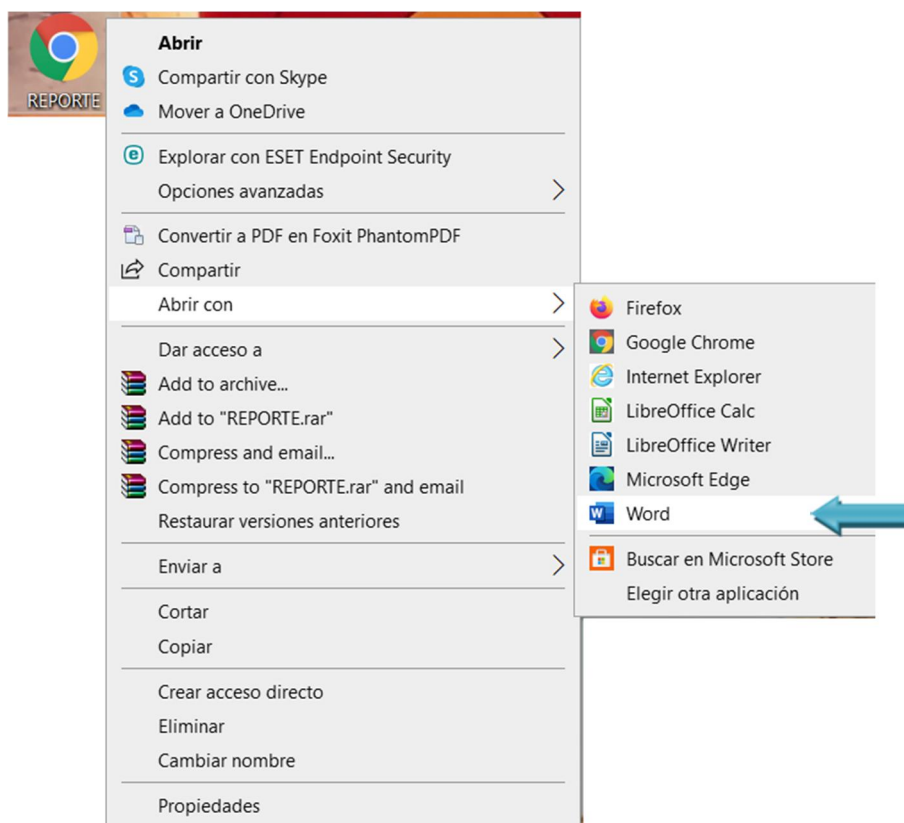 REPORTE
Abrir
Compartir con Skype
Mover a OneDrive
Explorar con ESET Endpoint Security
Opciones avanzadas
Convertir a PDF en Foxit PhantomPDF
Compartir
Abrir con
Dar acceso a
Add to archive...
Add to "REPORTE.rar"
Compress and email...
Compress to "REPORTE.rar" and email
Restaurar versiones anteriores
Enviar a
Cortar
Copiar
Crear acceso directo
Eliminar
Cambiar nombre
Propiedades
Firefox
Google Chrome
Internet Explorer
LibreOffice Calc
LibreOffice Writer
Microsoft Edge
Word
Buscar en Microsoft Store
Elegir otra aplicación